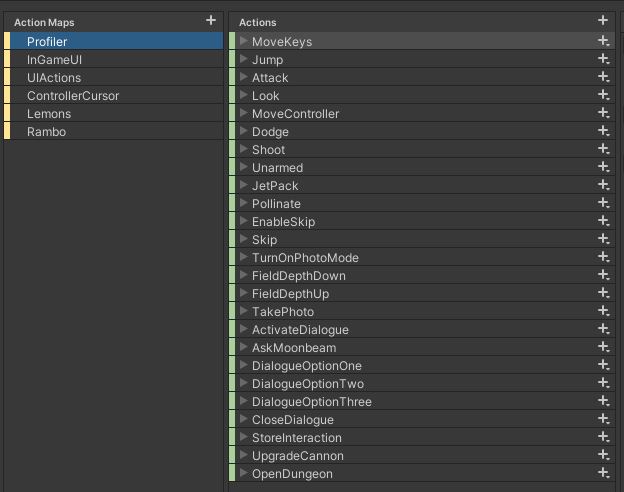 Action Maps
Profiler
InGameUI
UIActions
ControllerCursor
Lemons
Rambo
Actions
MoveKeys
Jump
Attack
Look
MoveController
Dodge
Shoot
Unarmed
JetPack
Pollinate
EnableSkip
Skip
TurnOnPhotoMode
FieldDepthDown
FieldDepthUp
TakePhoto
ActivateDialogue
AskMoonbeam
DialogueOptionOne
DialogueOptionTwo
DialogueOptionThree
CloseDialogue
StoreInteraction
UpgradeCannon
OpenDungeon